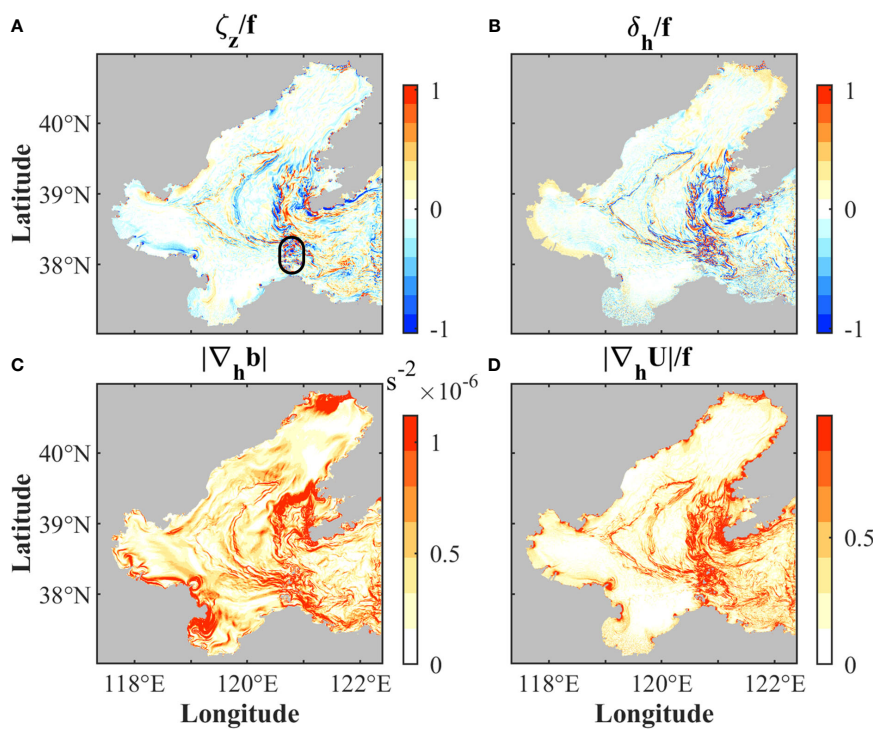 A
ζz/f
B
δh/f
Latitude
40°N
39°N
38°N
1
0
-1
1
0
-1
C
|∇hb|
s-2 ×10-6
D
|∇hU|/f
Latitude
40°N
39°N
38°N
1
0.5
0
0.5
0
118°E 120°E 122°E
118°E 120°E 122°E
Longitude
Longitude